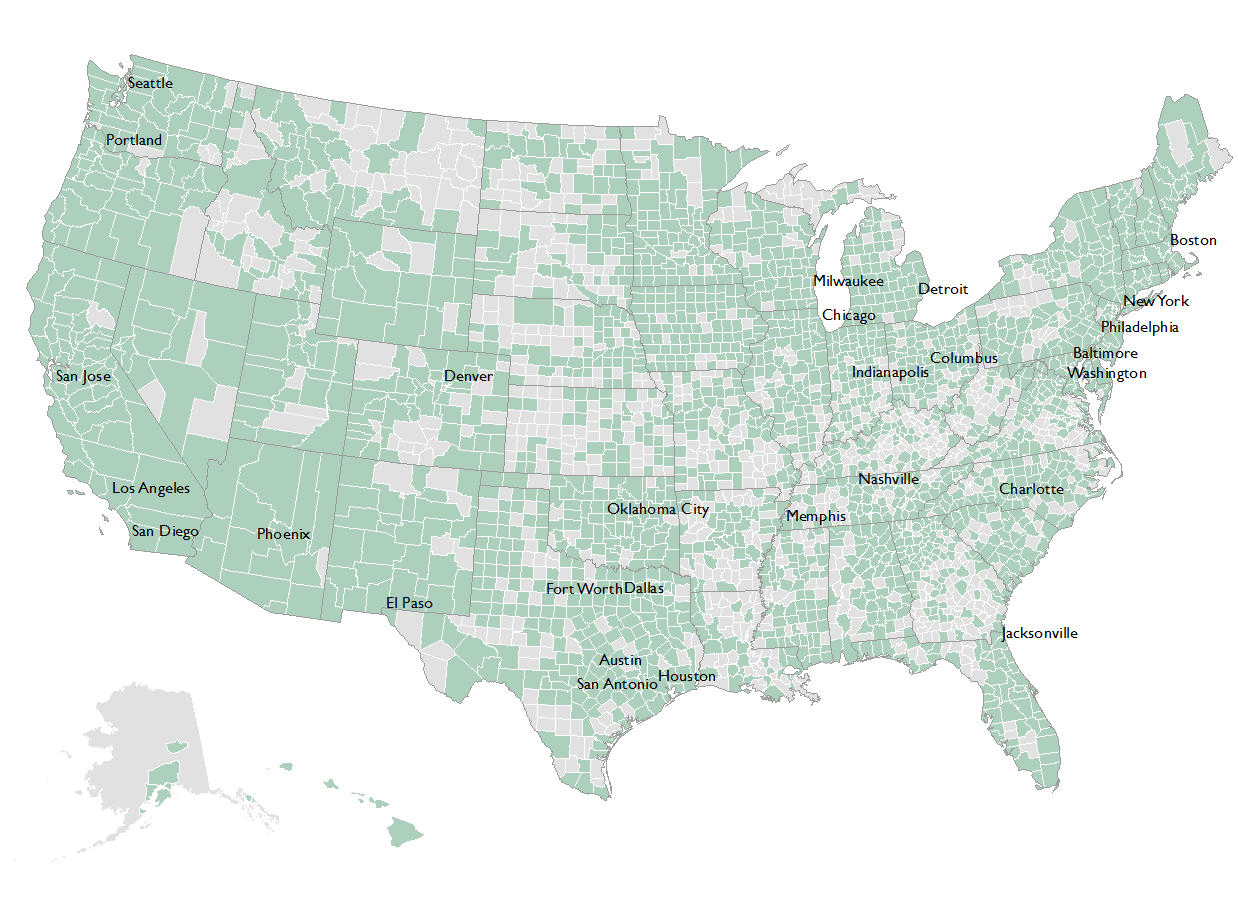 Seattle
Portland
Boston
Milwaukee
Detroit
New York
Chicago
Philadelphia
Baltimore
Columbus
Indianapolis
Washington
San Jose
Denver
Nashville
Los Angeles
Charlotte
Oklahoma City
Memphis
San Diego
Phoenix
Fort Worth
Dallas
El Paso
Jacksonville
Austin
Houston
San Antonio